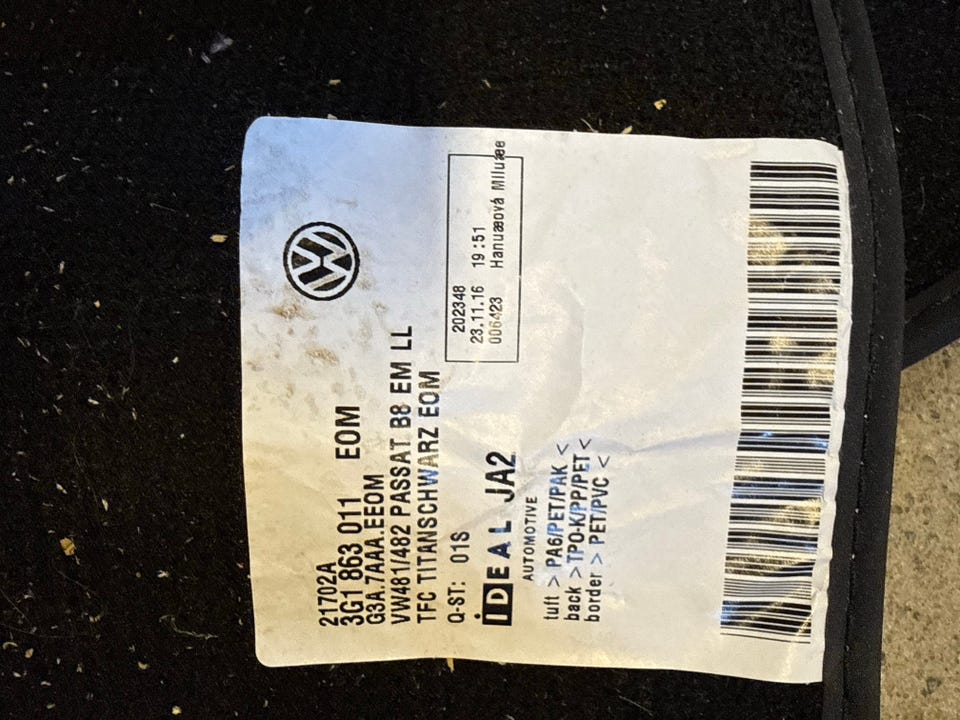 21702A
3G1 863 011 EOM
G3A.7AAA.EEOM
VW481/482 PASSAT B8 EM LL
TFC TITANSCHWARZ EOM
Q-ST: 01S
202348
23.11.16 19:51
006423 Hanuæová Miluæe
iDEAL JA2
AUTOMOTIVE
tuft > PA6/PET/PAK <
back > TPO-K/PP/PET <
border > PET/PVC <